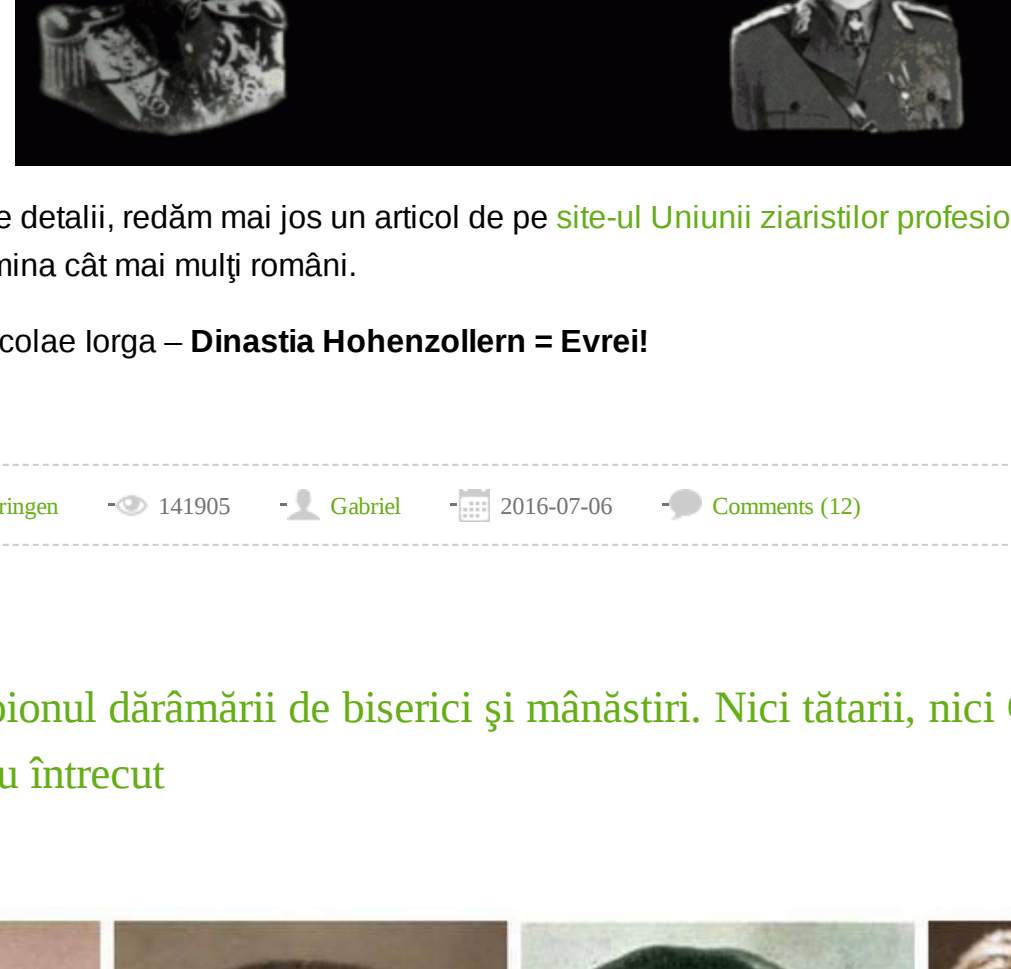 e detalii, redăm mai jos un articol de pe site-ul Uniunii ziaristilor profesio
mina cât mai mulţi români.
colae Iorga – Dinastia Hohenzollern = Evrei!
ringen 141905 Gabriel 2016-07-06 Comments (12)
pionul dărâmării de biserici şi mânăstiri. Nici tătarii, nici
u întrecut